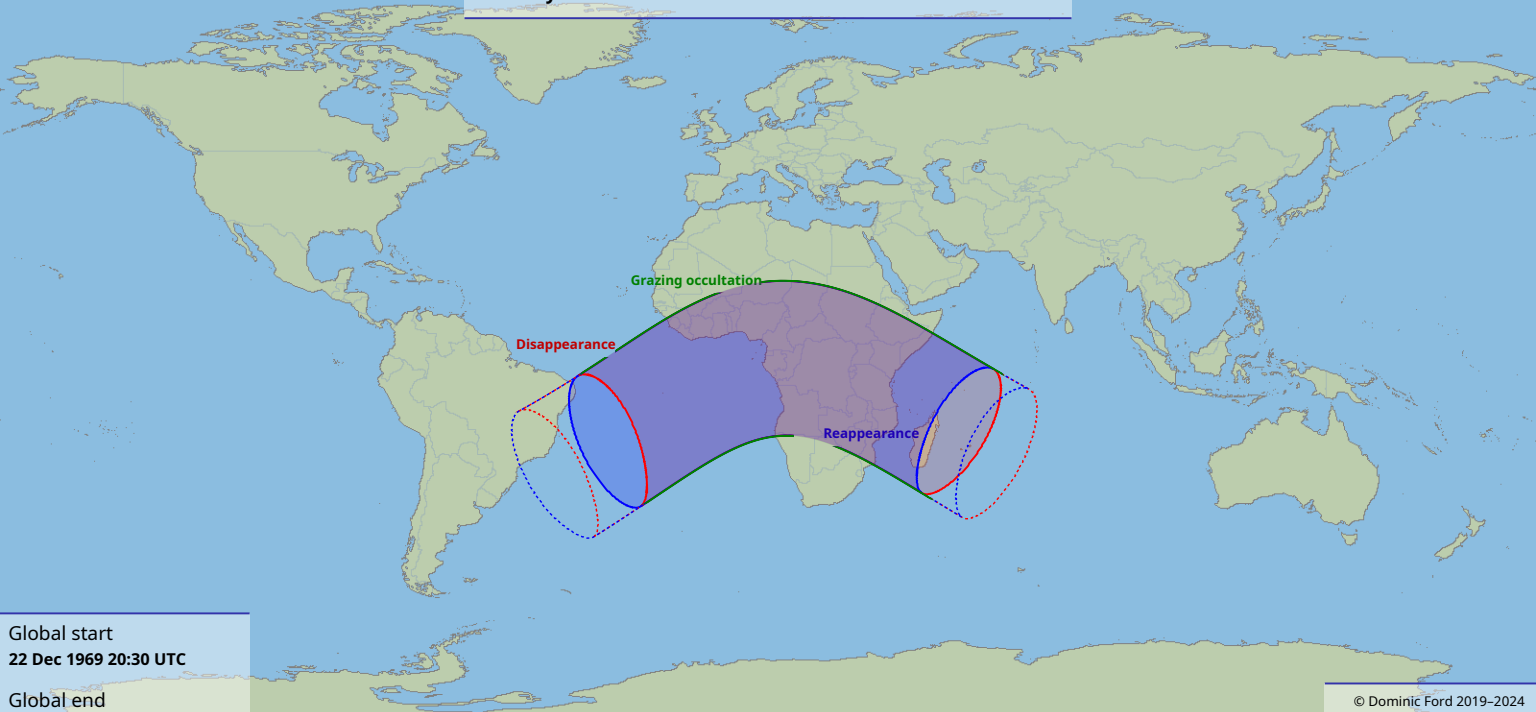 Grazing occultation
Disappearance
Reappearance
Global start
22 Dec 1969 20:30 UTC
Global end
© Dominic Ford 2019–2024